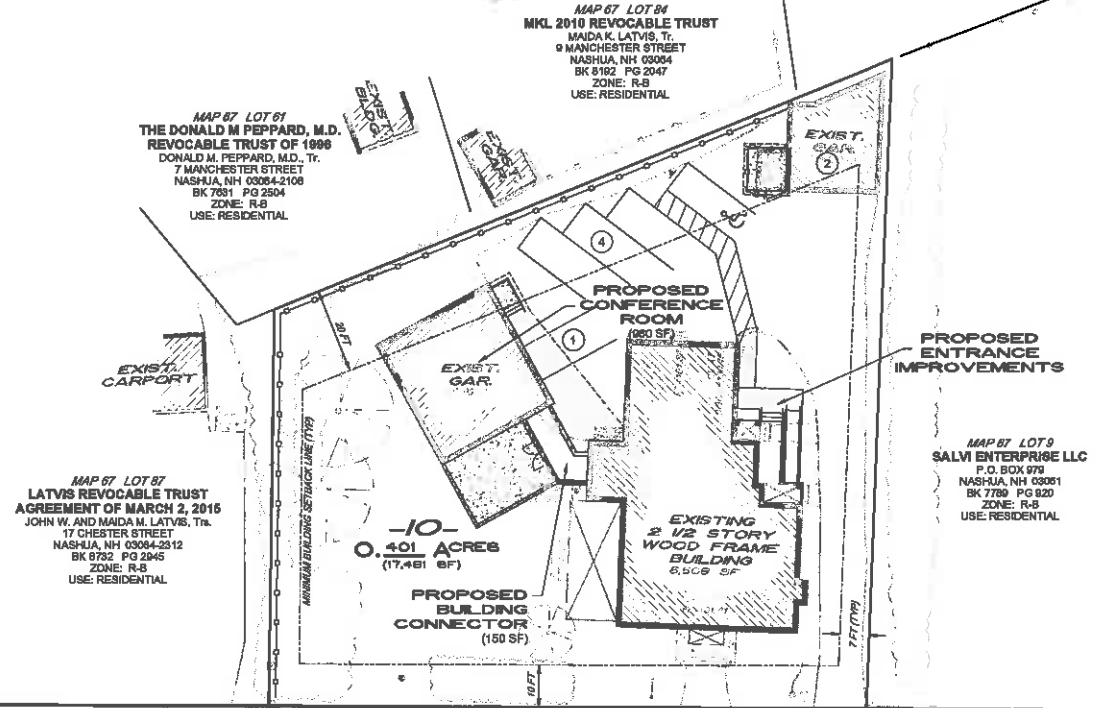 MAP 67 LOT 84
MKL 2010 REVOCABLE TRUST
MAIDA K. LATVIS, Tr.
9 MANCHESTER STREET
NASHUA, NH 03064
BK 8192 PG 2047
ZONE: R-B
USE: RESIDENTIAL
MAP 67 LOT 61
THE DONALD M PEPPARD, M.D.
REVOCABLE TRUST OF 1996
DONALD M. PEPPARD, M.D., Tr.
7 MANCHESTER STREET
NASHUA, NH 03064-2108
BK 7631 PG 2504
ZONE: R-B
USE: RESIDENTIAL
EXIST.
BLDG.
EXIST.
GAR.
EXIST.
GAR.
2
4
PROPOSED
CONFERENCE
ROOM
(960 SF)
1
20 FT
EXIST.
GAR.
EXIST.
CARPORT
PROPOSED
ENTRANCE
IMPROVEMENTS
MINIMUM BUILDING SETBACK LINE (TYP)
MAP 67 LOT 87
LATVIS REVOCABLE TRUST
AGREEMENT OF MARCH 2, 2015
JOHN W. AND MAIDA M. LATVIS, Trs.
17 CHESTER STREET
NASHUA, NH 03064-2312
BK 8732 PG 2945
ZONE: R-B
USE: RESIDENTIAL
MAP 67 LOT 9
SALVI ENTERPRISE LLC
P.O. BOX 979
NASHUA, NH 03061
BK 7789 PG 920
ZONE: R-B
USE: RESIDENTIAL
-10-
0.401 ACRES
(17,481 SF)
EXISTING
2 1/2 STORY
WOOD FRAME
BUILDING
6,509 SF
PROPOSED
BUILDING
CONNECTOR
(150 SF)
7 FT (TYP)
10 FT